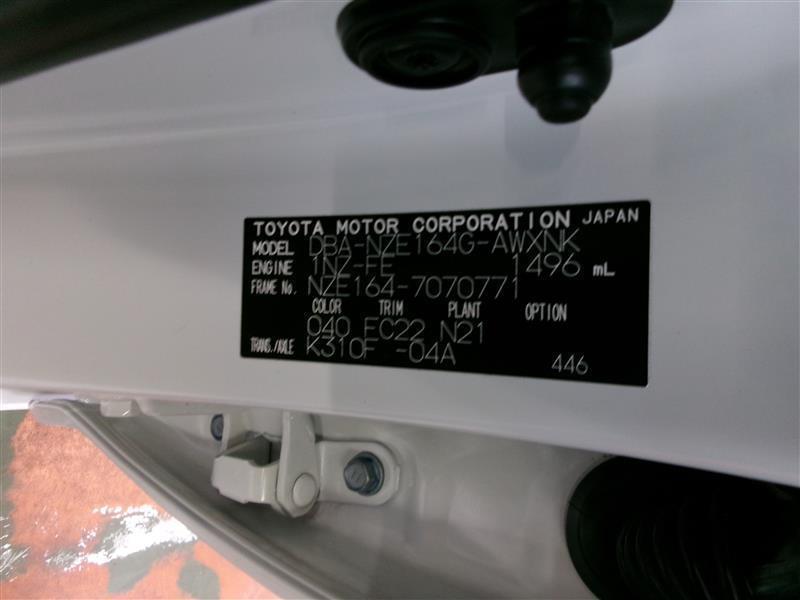 TOYOTA MOTOR CORPORATION JAPAN
MODEL DBA-NZE164G-AWXNK
ENGINE 1NZ-FE 1496 mL
FRAME No. NZE164-7070771
COLOR TRIM PLANT OPTION
040 FC22 N21
TRANS./AXLE K310F -04A
446